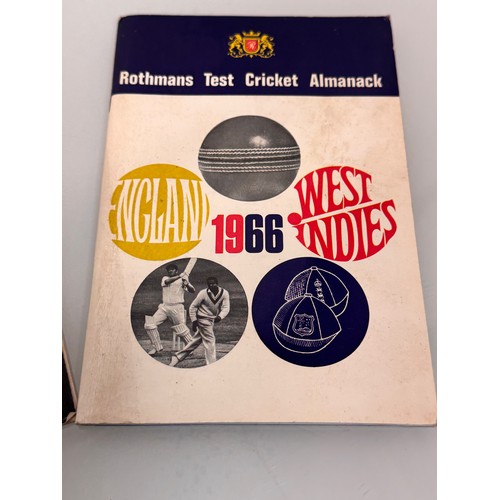 Rothmans Test Cricket Almanack
ENGLAND
1966
WEST
INDIES